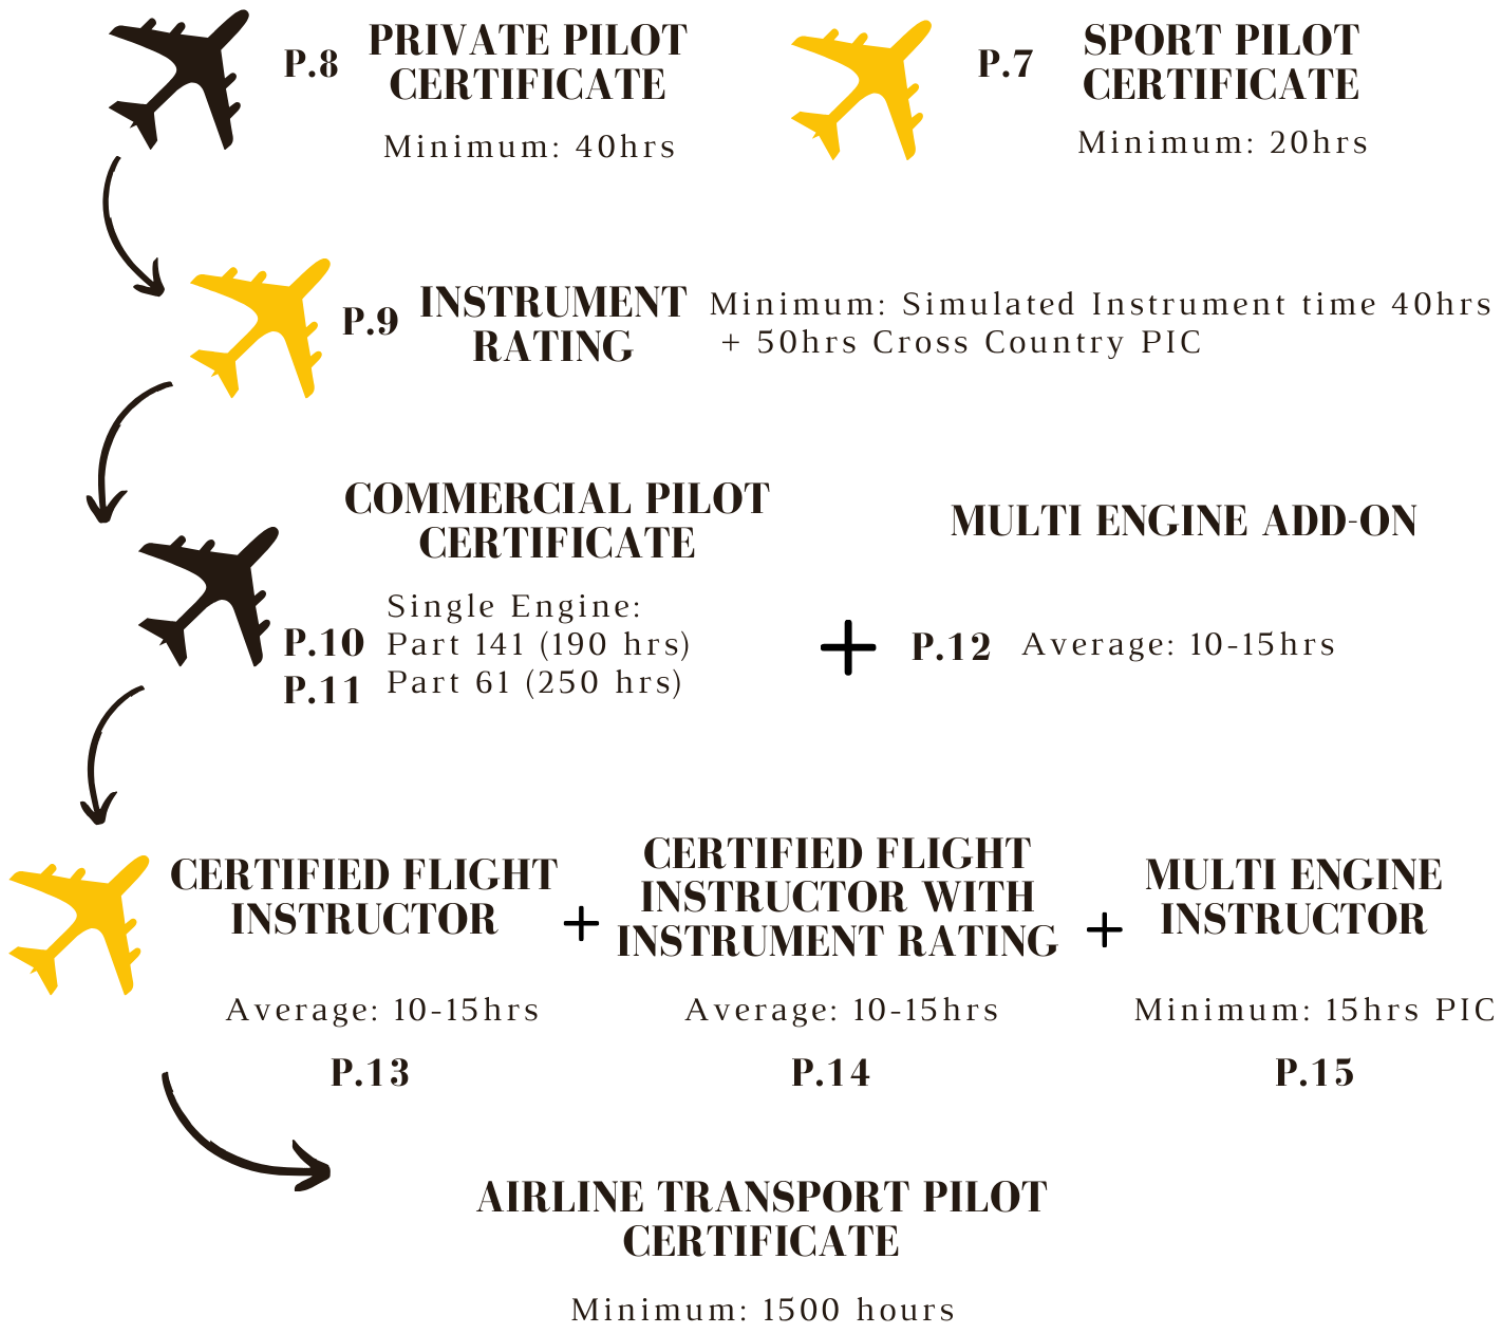 P.8
PRIVATE PILOT
CERTIFICATE
Minimum: 40hrs
P.7
SPORT PILOT
CERTIFICATE
Minimum: 20hrs
P.9
INSTRUMENT
RATING
Minimum: Simulated Instrument time 40hrs
+ 50hrs Cross Country PIC
COMMERCIAL PILOT
CERTIFICATE
Single Engine:
P.10 Part 141 (190 hrs)
P.11 Part 61 (250 hrs)
+
MULTI ENGINE ADD-ON
P.12 Average: 10-15hrs
CERTIFIED FLIGHT
INSTRUCTOR
Average: 10-15hrs
P.13
+
CERTIFIED FLIGHT
INSTRUCTOR WITH
INSTRUMENT RATING
Average: 10-15hrs
P.14
+
MULTI ENGINE
INSTRUCTOR
Minimum: 15hrs PIC
P.15
AIRLINE TRANSPORT PILOT
CERTIFICATE
Minimum: 1500 hours